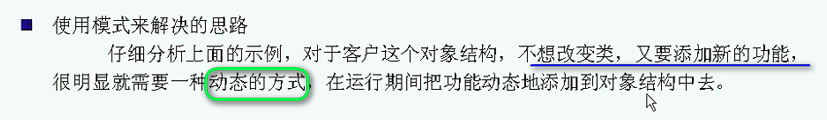 使用模式来解决的思路
仔细分析上面的示例，对于客户这个对象结构，不想改变类，又要添加新的功能，
很明显就需要一种动态的方式，在运行期间把功能动态地添加到对象结构中去。